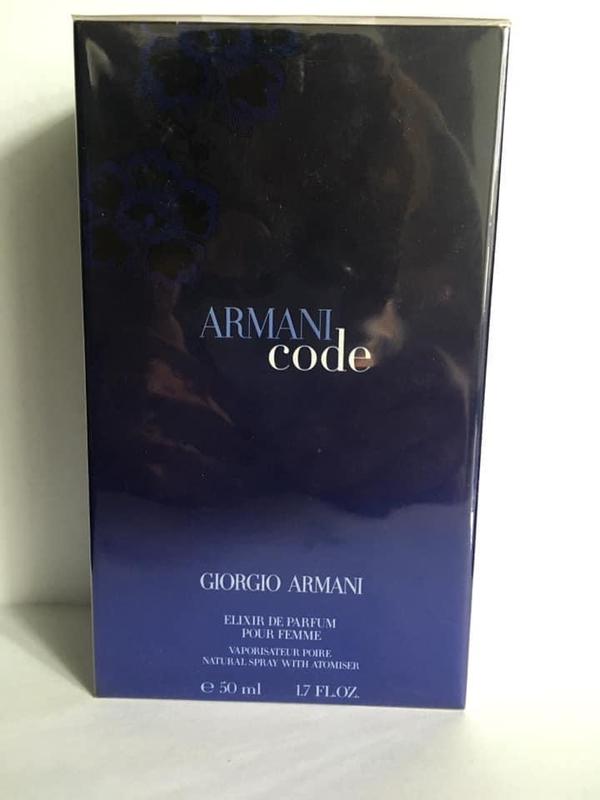 ARMANI
code
GIORGIO ARMANI
ELIXIR DE PARFUM
POUR FEMME
VAPORISATEUR POIRE
NATURAL SPRAY WITH ATOMISER
℮ 50 ml 1.7 FL.OZ.